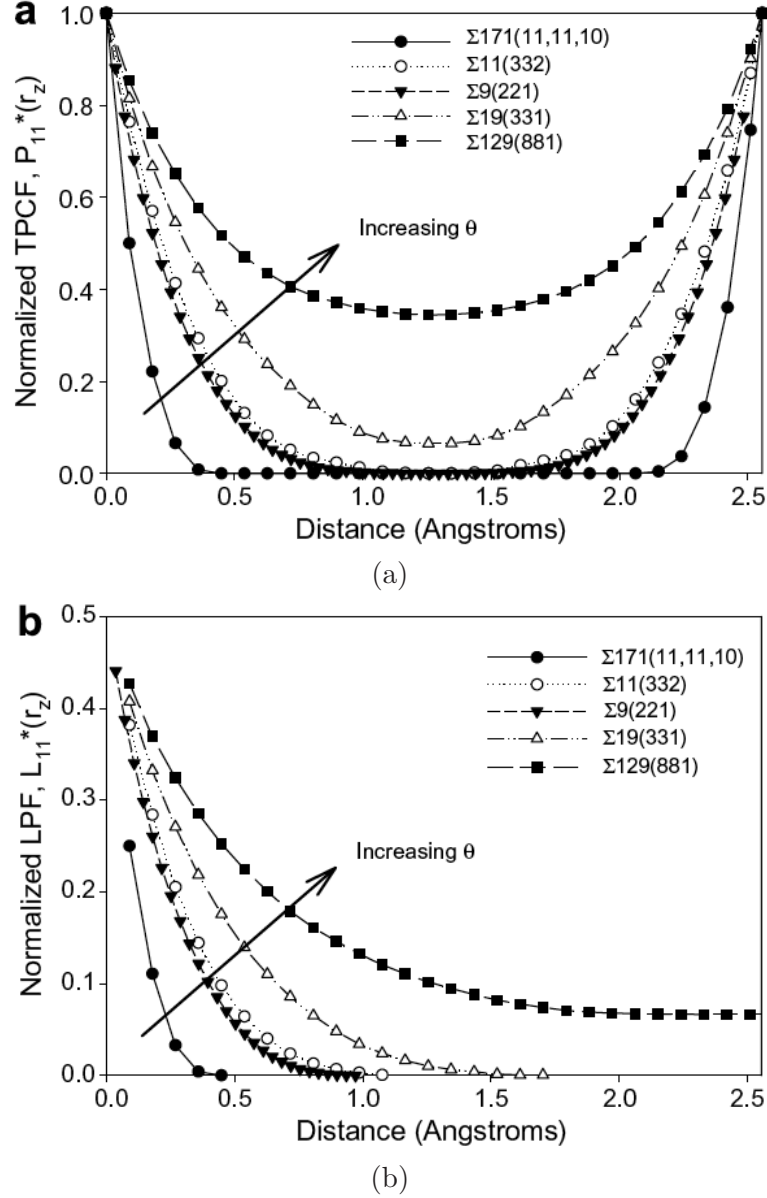 a
Normalized TPCF, P11*(rz)
1.0
0.8
0.6
0.4
0.2
0.0
Σ171(11,11,10)
Σ11(332)
Σ9(221)
Σ19(331)
Σ129(881)
Increasing θ
0.0 0.5 1.0 1.5 2.0 2.5
Distance (Angstroms)
(a)
b
Normalized LPF, L11*(rz)
0.5
0.4
0.3
0.2
0.1
0.0
Σ171(11,11,10)
Σ11(332)
Σ9(221)
Σ19(331)
Σ129(881)
Increasing θ
0.0 0.5 1.0 1.5 2.0 2.5
Distance (Angstroms)
(b)